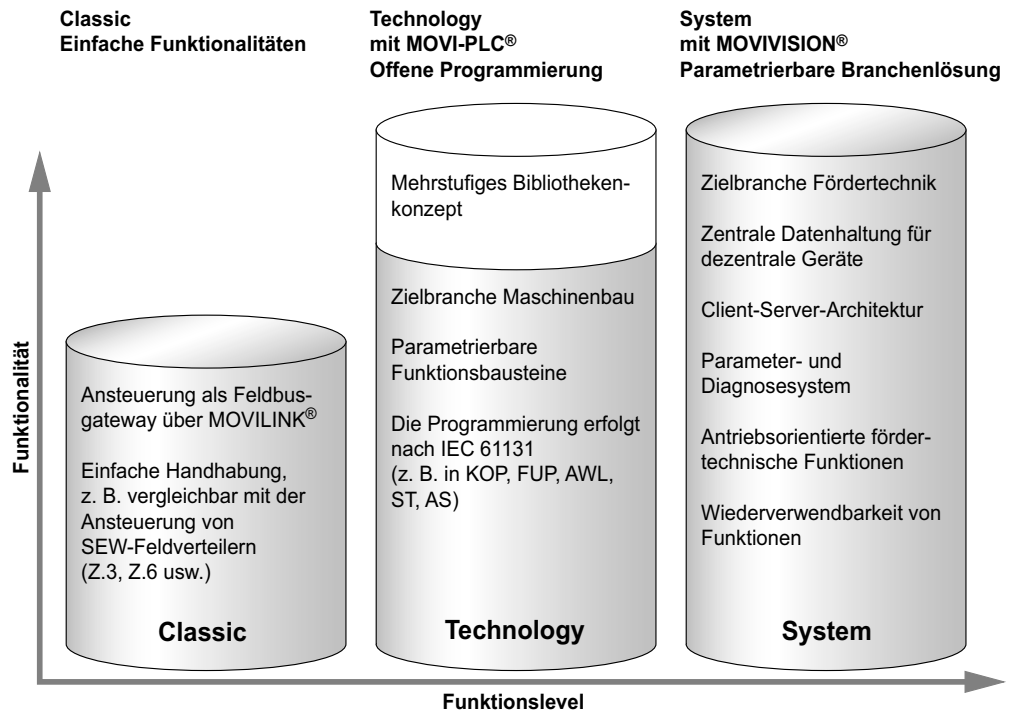 Classic
Einfache Funktionalitäten
Technology
mit MOVI-PLC®
Offene Programmierung
System
mit MOVIVISION®
Parametrierbare Branchenlösung
Funktionalität
Ansteuerung als Feldbus-
gateway über MOVILINK®
Einfache Handhabung,
z. B. vergleichbar mit der
Ansteuerung von
SEW-Feldverteilern
(Z.3, Z.6 usw.)
Classic
Mehrstufiges Bibliotheken-
konzept
Zielbranche Maschinenbau
Parametrierbare
Funktionsbausteine
Die Programmierung erfolgt
nach IEC 61131
(z. B. in KOP, FUP, AWL,
ST, AS)
Technology
Zielbranche Fördertechnik
Zentrale Datenhaltung für
dezentrale Geräte
Client-Server-Architektur
Parameter- und
Diagnosesystem
Antriebsorientierte förder-
technische Funktionen
Wiederverwendbarkeit von
Funktionen
System
Funktionslevel